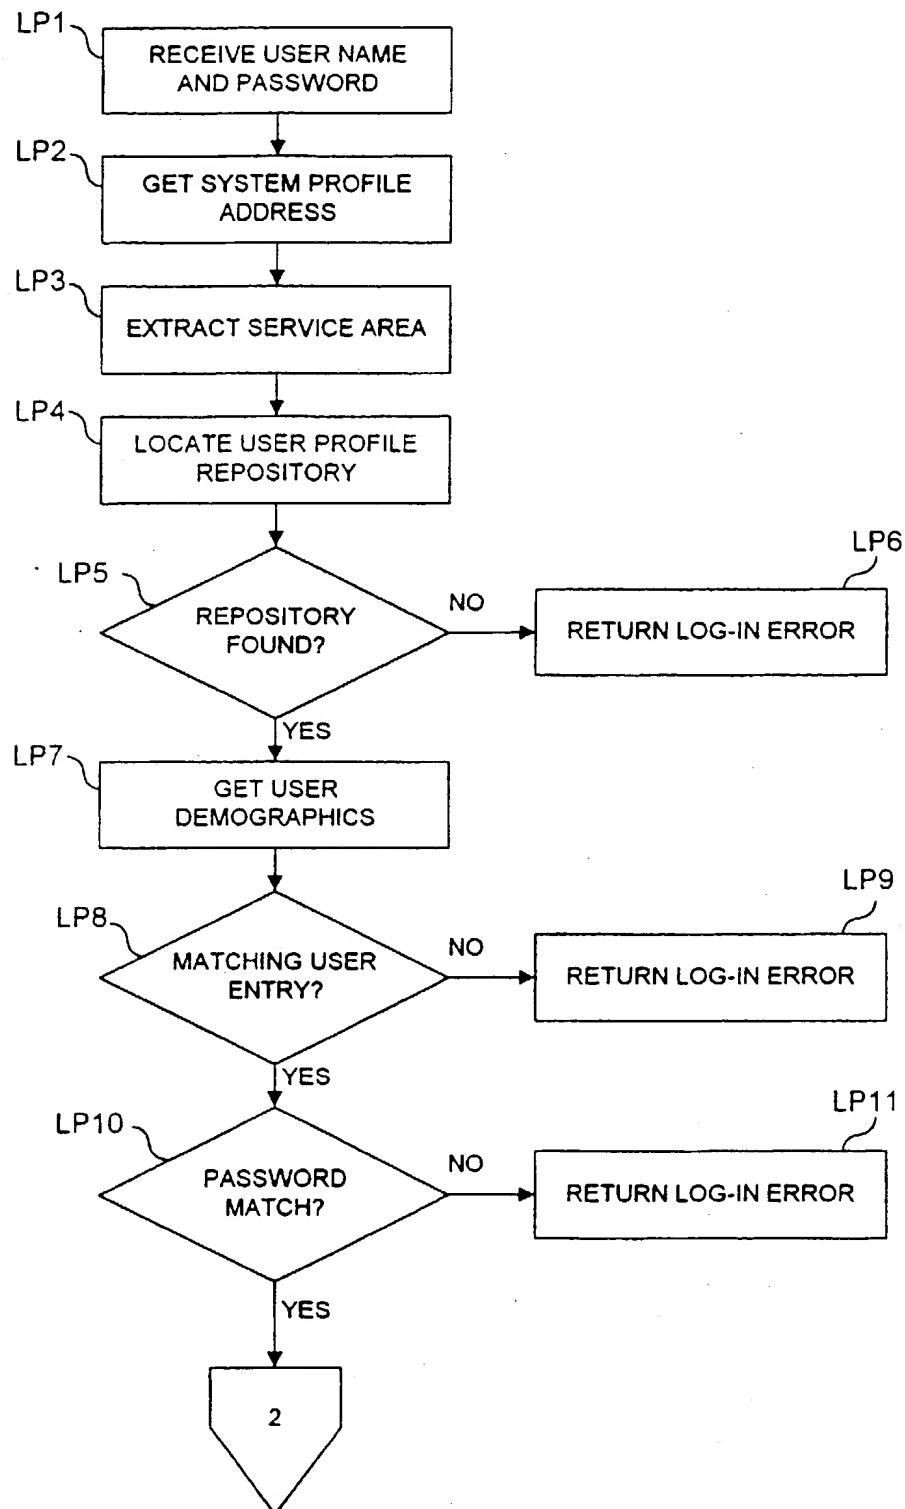 LP1
RECEIVE USER NAME
AND PASSWORD
LP2
GET SYSTEM PROFILE
ADDRESS
LP3
EXTRACT SERVICE AREA
LP4
LOCATE USER PROFILE
REPOSITORY
LP5
REPOSITORY
FOUND?
NO
LP6
RETURN LOG-IN ERROR
YES
LP7
GET USER
DEMOGRAPHICS
LP8
MATCHING USER
ENTRY?
NO
LP9
RETURN LOG-IN ERROR
YES
LP10
PASSWORD
MATCH?
NO
LP11
RETURN LOG-IN ERROR
YES
2